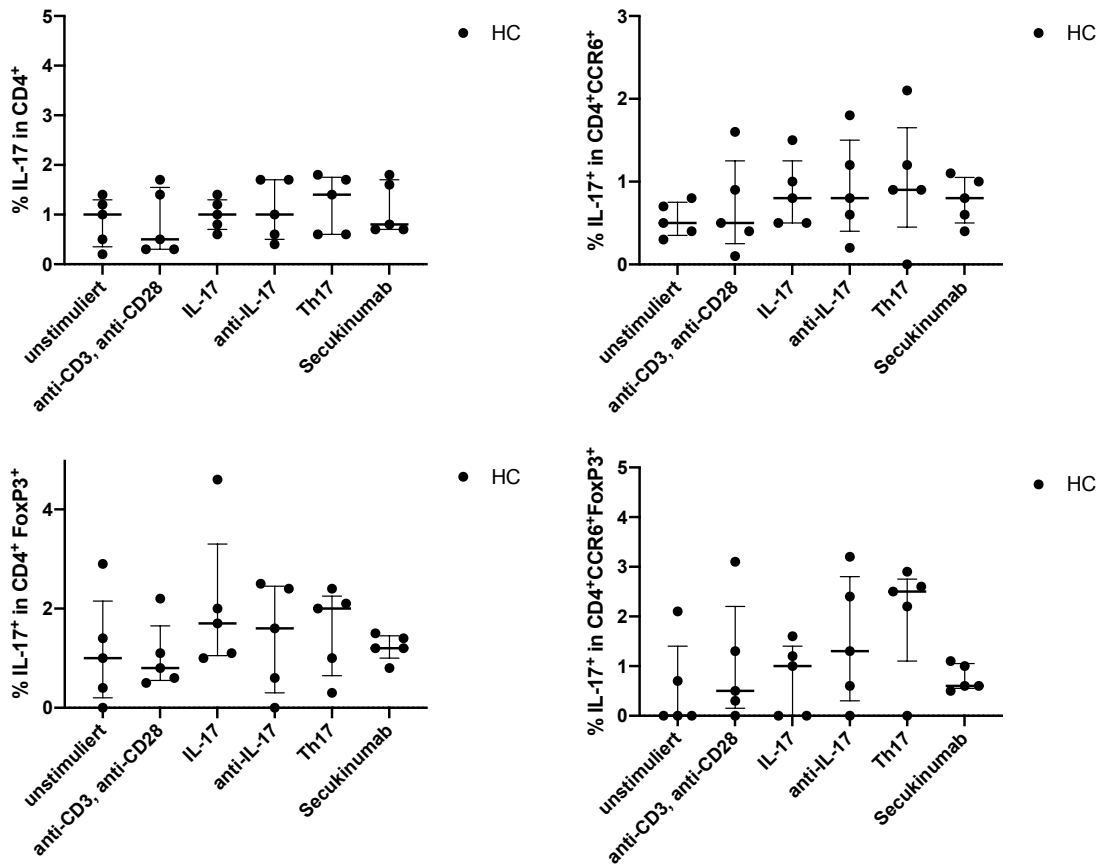 % IL-17 in CD4⁺
5
4
3
2
1
0
unstimuliert
anti-CD3, anti-CD28
IL-17
anti-IL-17
Th17
Secukinumab
HC
% IL-17⁺ in CD4⁺CCR6⁺
3
2
1
0
unstimuliert
anti-CD3, anti-CD28
IL-17
anti-IL-17
Th17
Secukinumab
HC
% IL-17⁺ in CD4⁺ FoxP3⁺
4
2
0
unstimuliert
anti-CD3, anti-CD28
IL-17
anti-IL-17
Th17
Secukinumab
HC
% IL-17⁺ in CD4⁺CCR6⁺FoxP3⁺
5
4
3
2
1
0
unstimuliert
anti-CD3, anti-CD28
IL-17
anti-IL-17
Th17
Secukinumab
HC